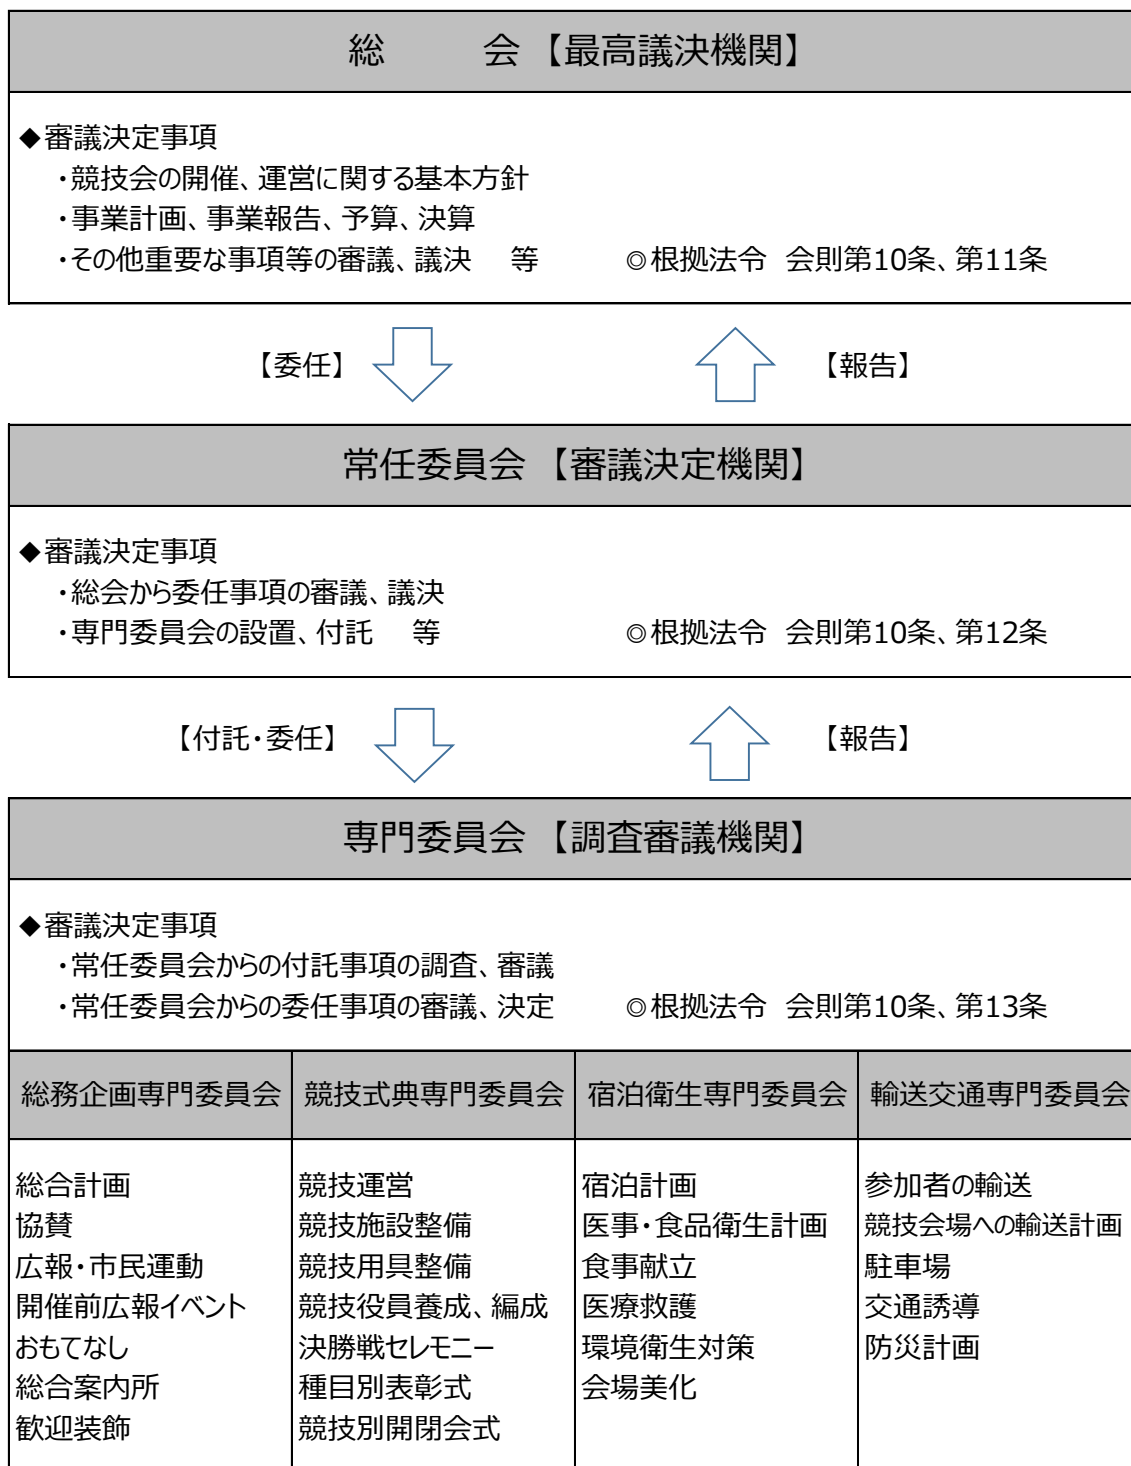 総　　会【最高議決機関】
◆審議決定事項
・競技会の開催、運営に関する基本方針
・事業計画、事業報告、予算、決算
・その他重要な事項等の審議、議決　等　　◎根拠法令　会則第10条、第11条
【委任】　【報告】
常任委員会【審議決定機関】
◆審議決定事項
・総会から委任事項の審議、議決
・専門委員会の設置、付託　等　　◎根拠法令　会則第10条、第12条
【付託・委任】　【報告】
専門委員会【調査審議機関】
◆審議決定事項
・常任委員会からの付託事項の調査、審議
・常任委員会からの委任事項の審議、決定　　◎根拠法令　会則第10条、第13条
総務企画専門委員会
総合計画
協賛
広報・市民運動
開催前広報イベント
おもてなし
総合案内所
歓迎装飾
競技式典専門委員会
競技運営
競技施設整備
競技用具整備
競技役員養成、編成
決勝戦セレモニー
種目別表彰式
競技別開閉会式
宿泊衛生専門委員会
宿泊計画
医事・食品衛生計画
食事献立
医療救護
環境衛生対策
会場美化
輸送交通専門委員会
参加者の輸送
競技会場への輸送計画
駐車場
交通誘導
防災計画